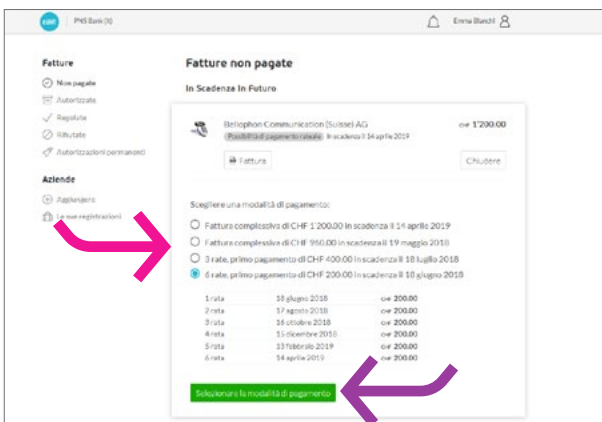 PNS Bank (it)
Emma Bianchi
Fatture
Non pagate
Autorizzate
Regolate
Rifiutate
Autorizzazioni permanenti
Aziende
Aggiungere
Le sue registrazioni
Fatture non pagate
In Scadenza In Futuro
Bellophon Communication (Suisse) AG
CHF 1'200.00
Possibilità di pagamento rateale In scadenza il 14 aprile 2019
Fattura
Chiudere
Scegliere una modalità di pagamento:
Fattura complessiva di CHF 1'200.00 in scadenza il 14 aprile 2019
Fattura complessiva di CHF 960.00 in scadenza il 19 maggio 2018
3 rate, primo pagamento di CHF 400.00 in scadenza il 18 luglio 2018
6 rate, primo pagamento di CHF 200.00 in scadenza il 18 giugno 2018
1 rata 18 giugno 2018 CHF 200.00
2 rata 17 agosto 2018 CHF 200.00
3 rata 16 ottobre 2018 CHF 200.00
4 rata 15 dicembre 2018 CHF 200.00
5 rata 13 febbraio 2019 CHF 200.00
6 rata 14 aprile 2019 CHF 200.00
Selezionare la modalità di pagamento